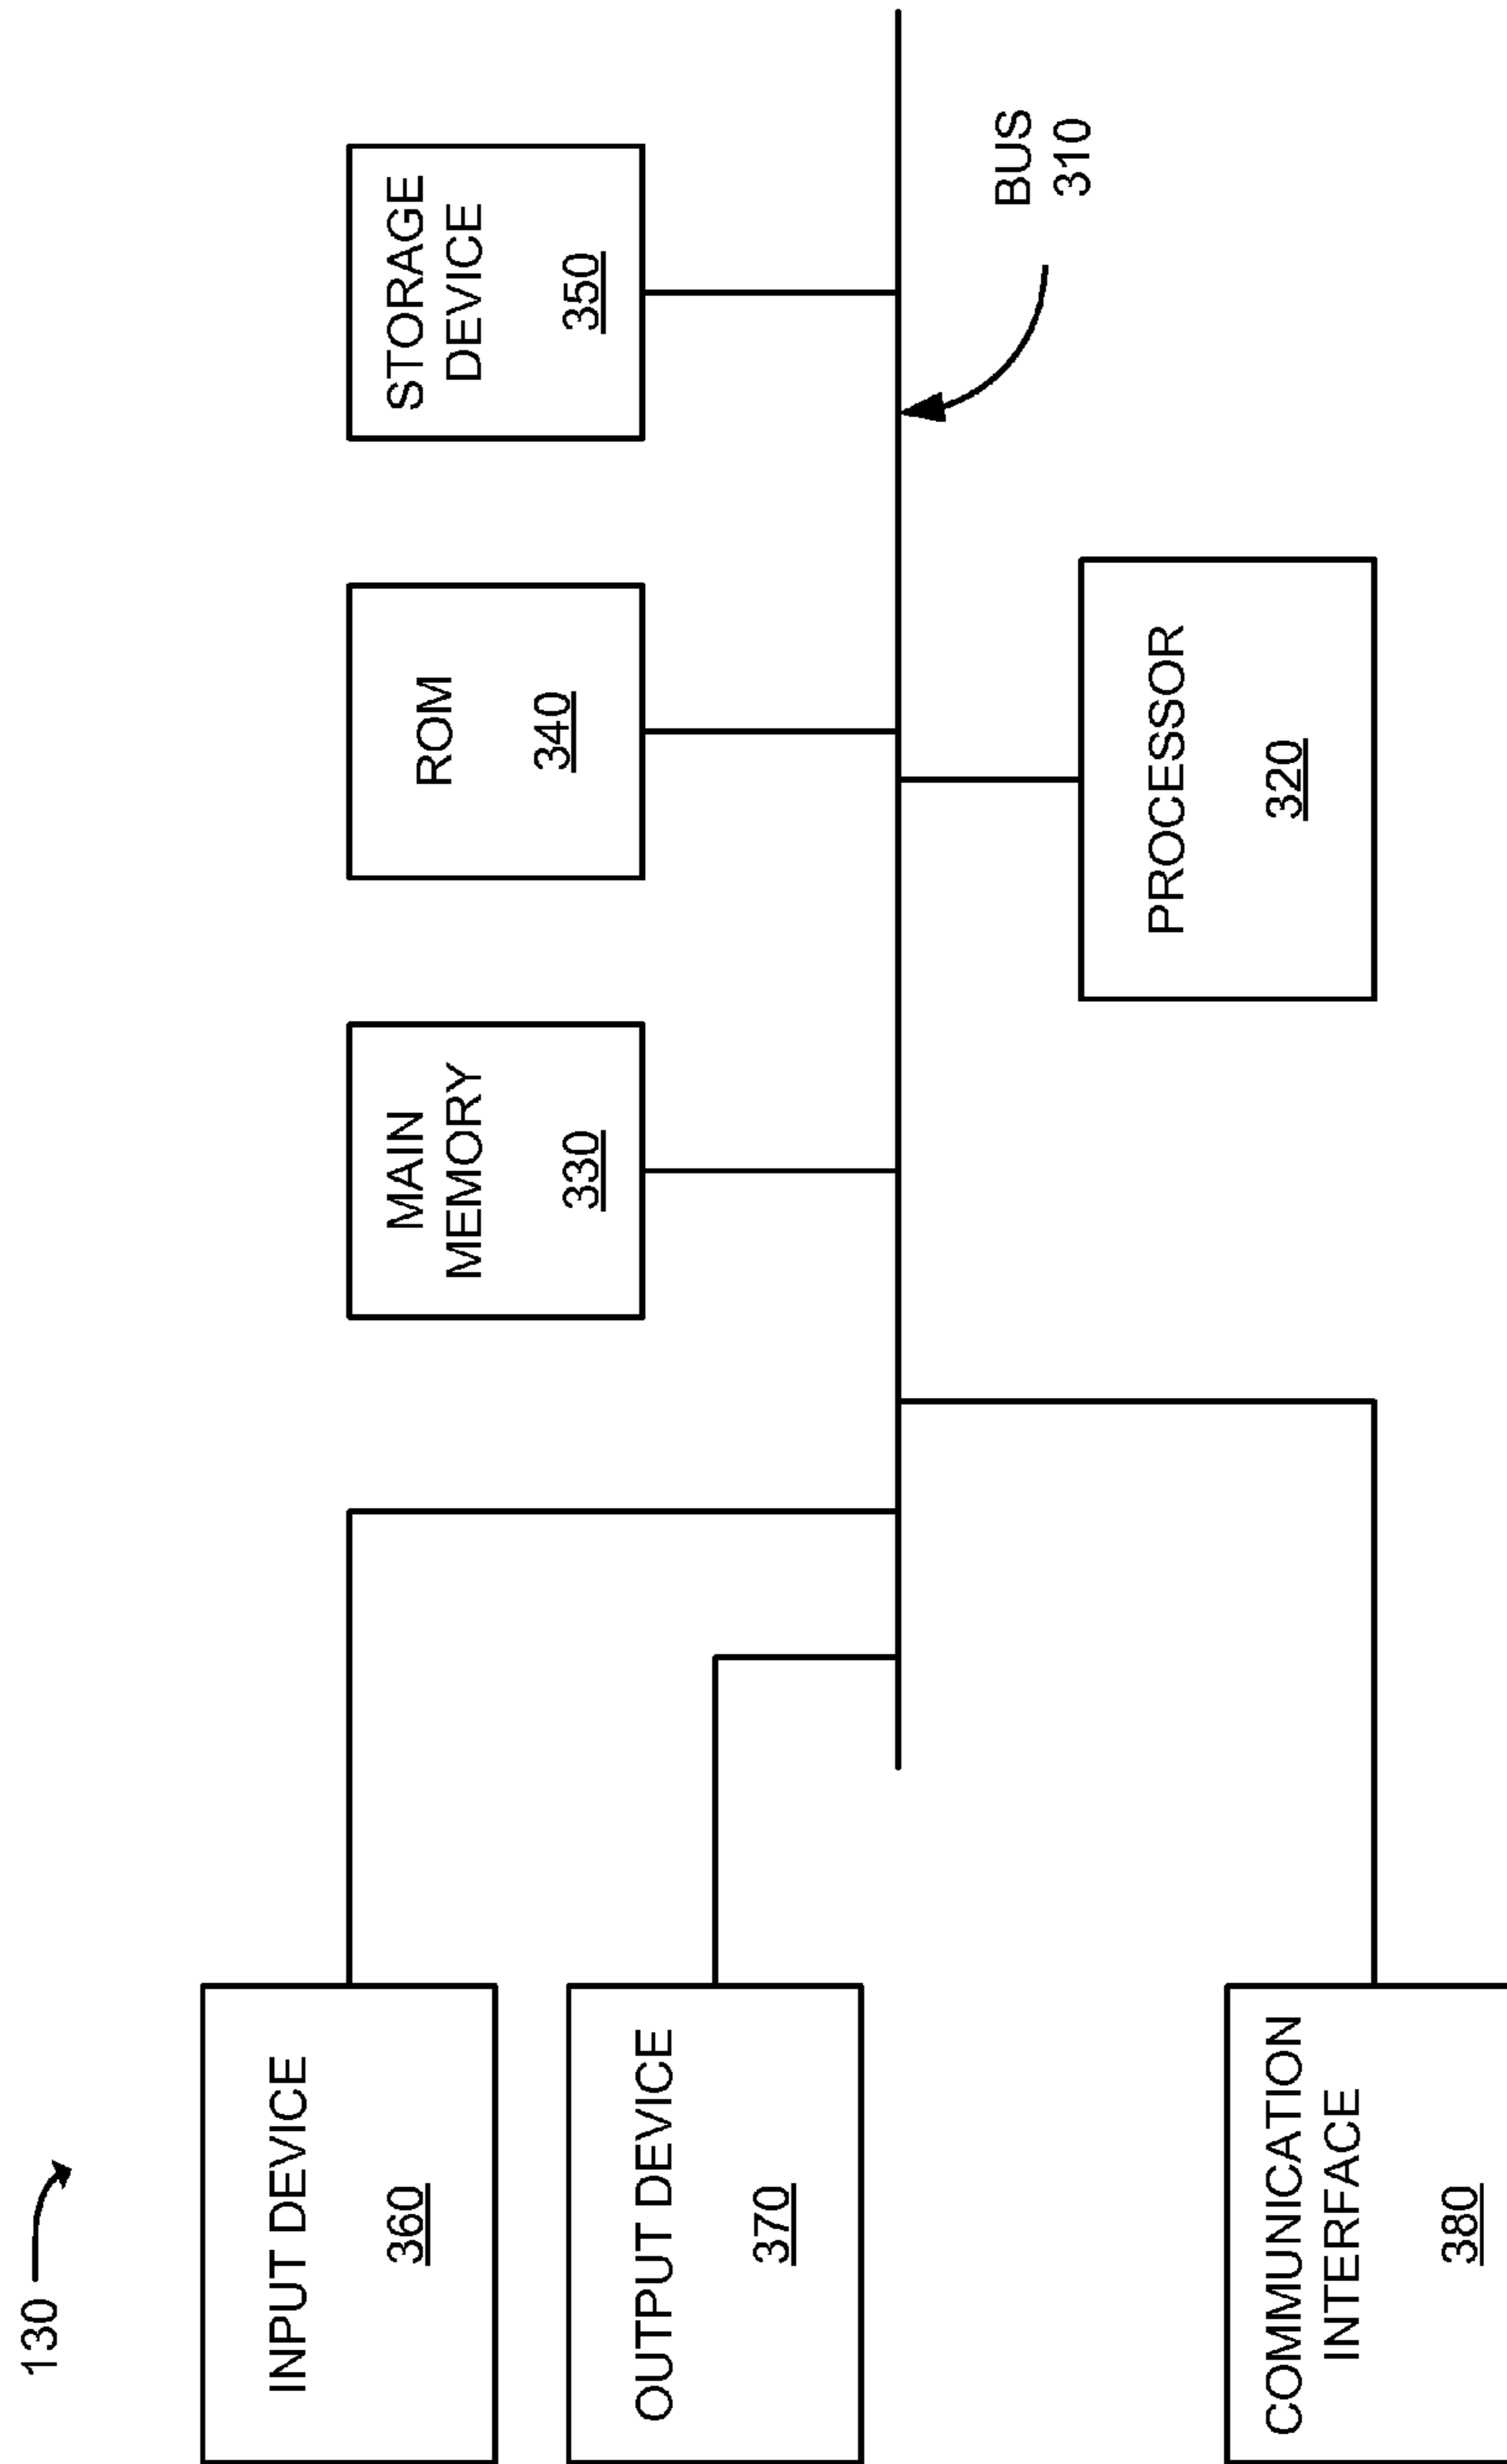 130
INPUT DEVICE
360
OUTPUT DEVICE
370
COMMUNICATION
INTERFACE
380
MAIN
MEMORY
330
ROM
340
STORAGE
DEVICE
350
PROCESSOR
320
BUS
310